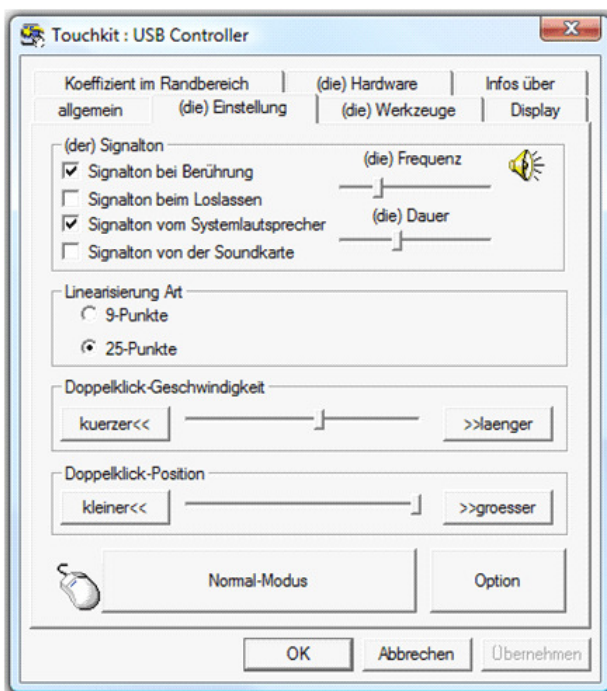 Touchkit : USB Controller
Koeffizient im Randbereich (die) Hardware Infos über
allgemein (die) Einstellung (die) Werkzeuge Display
(der) Signalton
Signalton bei Berührung
Signalton beim Loslassen
Signalton vom Systemlautsprecher
Signalton von der Soundkarte
(die) Frequenz
(die) Dauer
Linearisierung Art
9-Punkte
25-Punkte
Doppelklick-Geschwindigkeit
kuerzer<< >>laenger
Doppelklick-Position
kleiner<< >>groesser
Normal-Modus Option
OK Abbrechen Übernehmen